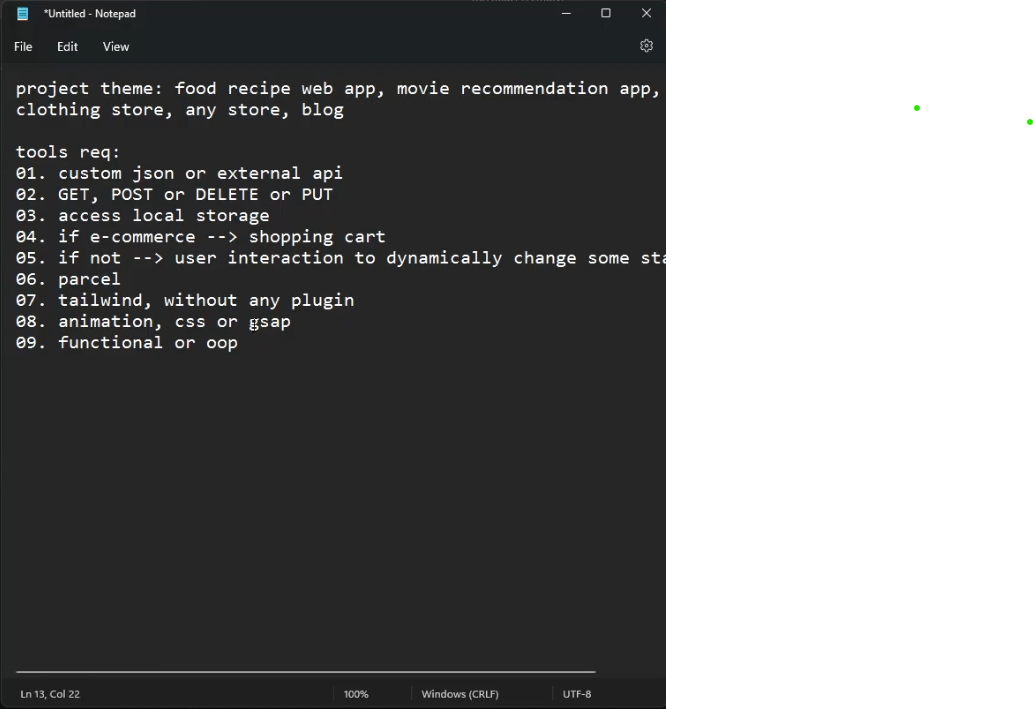 *Untitled - Notepad
File Edit View
project theme: food recipe web app, movie recommendation app,
clothing store, any store, blog
tools req:
01. custom json or external api
02. GET, POST or DELETE or PUT
03. access local storage
04. if e-commerce --> shopping cart
05. if not --> user interaction to dynamically change some sta
06. parcel
07. tailwind, without any plugin
08. animation, css or gsap
09. functional or oop
Ln 13, Col 22 100% Windows (CRLF) UTF-8